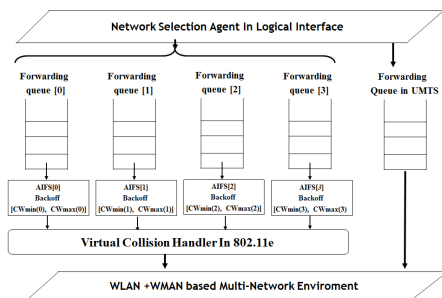 Network Selection Agent In Logical Interface
Forwarding queue [0]
Forwarding queue [1]
Forwarding queue [2]
Forwarding queue [3]
Forwarding Queue in UMTS
AIFS[0]
Backoff
[CWmin(0), CWmax(0)]
AIFS[1]
Backoff
[CWmin(1), CWmax(1)]
AIFS[2]
Backoff
[CWmin(2), CWmax(2)]
AIFS[3]
Backoff
[CWmin(3), CWmax(3)
Virtual Collision Handler In 802.11e
WLAN +WMAN based Multi-Network Enviroment